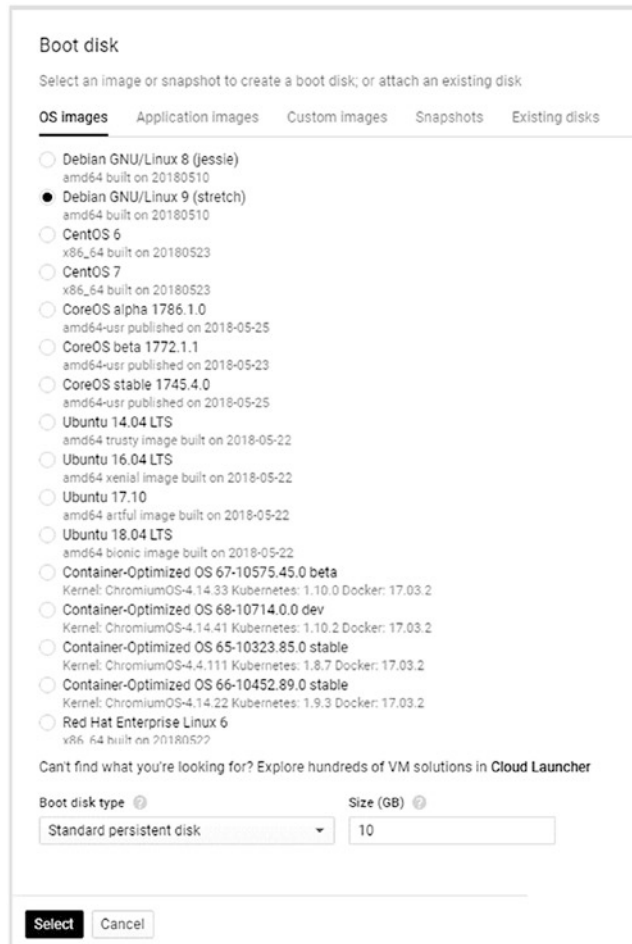 Boot disk
Select an image or snapshot to create a boot disk; or attach an existing disk
OS images Application images Custom images Snapshots Existing disks
Debian GNU/Linux 8 (jessie)
amd64 built on 20180510
Debian GNU/Linux 9 (stretch)
amd64 built on 20180510
CentOS 6
x86_64 built on 20180523
CentOS 7
x86_64 built on 20180523
CoreOS alpha 1786.1.0
amd64-usr published on 2018-05-25
CoreOS beta 1772.1.1
amd64-usr published on 2018-05-23
CoreOS stable 1745.4.0
amd64-usr published on 2018-05-25
Ubuntu 14.04 LTS
amd64 trusty image built on 2018-05-22
Ubuntu 16.04 LTS
amd64 xenial image built on 2018-05-22
Ubuntu 17.10
amd64 artful image built on 2018-05-22
Ubuntu 18.04 LTS
amd64 bionic image built on 2018-05-22
Container-Optimized OS 67-10575.45.0 beta
Kernel: ChromiumOS-4.14.33 Kubernetes: 1.10.0 Docker: 17.03.2
Container-Optimized OS 68-10714.0.0 dev
Kernel: ChromiumOS-4.14.41 Kubernetes: 1.10.2 Docker: 17.03.2
Container-Optimized OS 65-10323.85.0 stable
Kernel: ChromiumOS-4.4.111 Kubernetes: 1.8.7 Docker: 17.03.2
Container-Optimized OS 66-10452.89.0 stable
Kernel: ChromiumOS-4.14.22 Kubernetes: 1.9.3 Docker: 17.03.2
Red Hat Enterprise Linux 6
x86_64 built on 20180522
Can't find what you're looking for? Explore hundreds of VM solutions in Cloud Launcher
Boot disk type ? Size (GB) ?
Standard persistent disk 10
Select Cancel